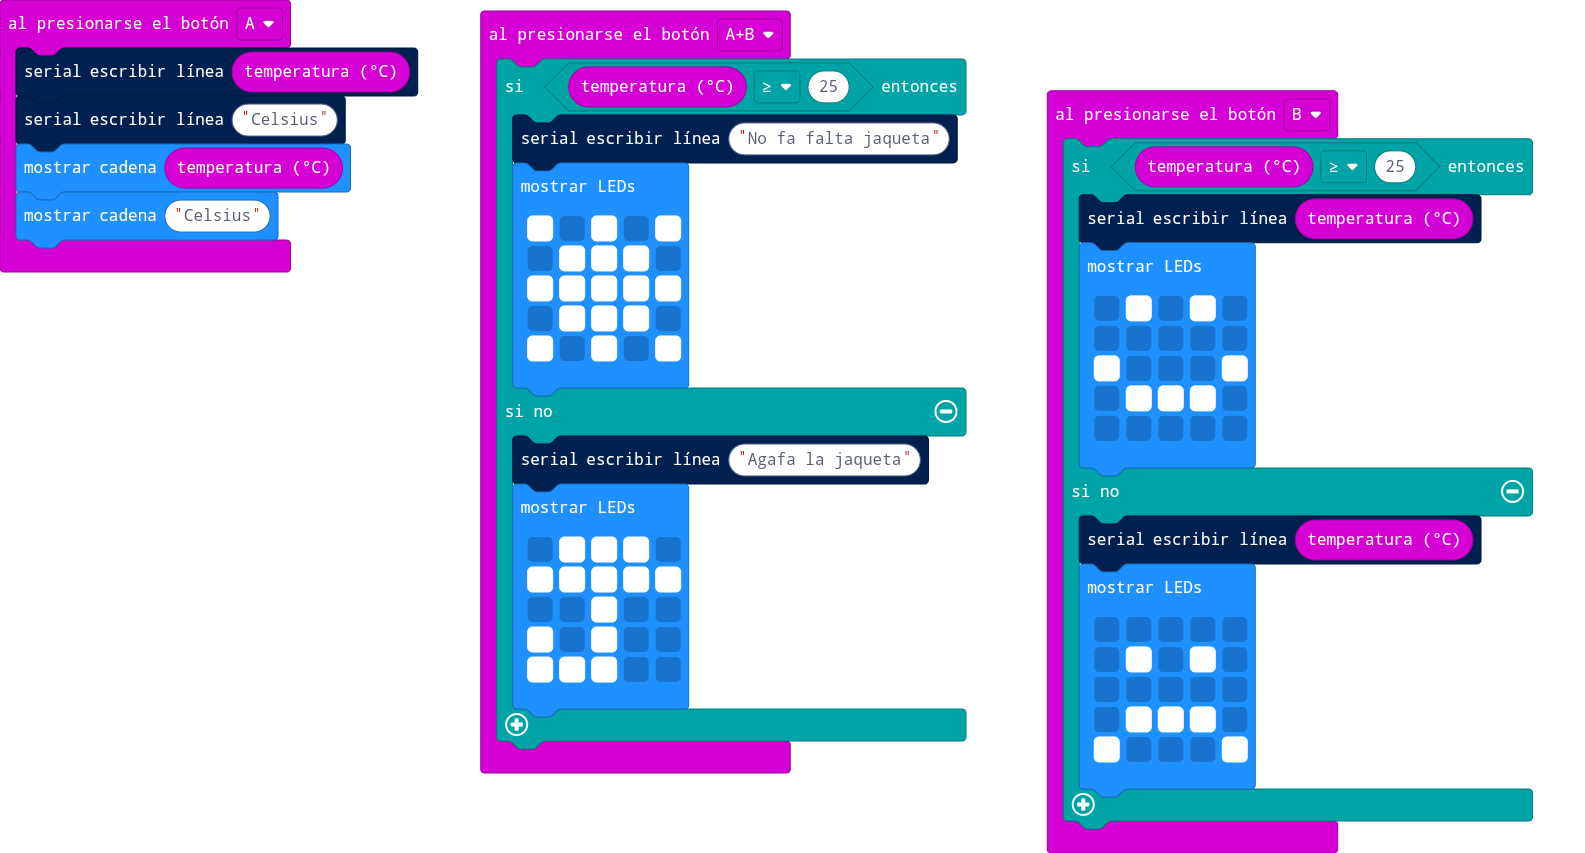 al presionarse el botón A
serial escribir línea temperatura (°C)
serial escribir línea "Celsius"
mostrar cadena temperatura (°C)
mostrar cadena "Celsius"
al presionarse el botón A+B
si temperatura (°C) ≥ 25 entonces
serial escribir línea "No fa falta jaqueta"
mostrar LEDs
si no
serial escribir línea "Agafa la jaqueta"
mostrar LEDs
al presionarse el botón B
si temperatura (°C) ≥ 25 entonces
serial escribir línea temperatura (°C)
mostrar LEDs
si no
serial escribir línea temperatura (°C)
mostrar LEDs